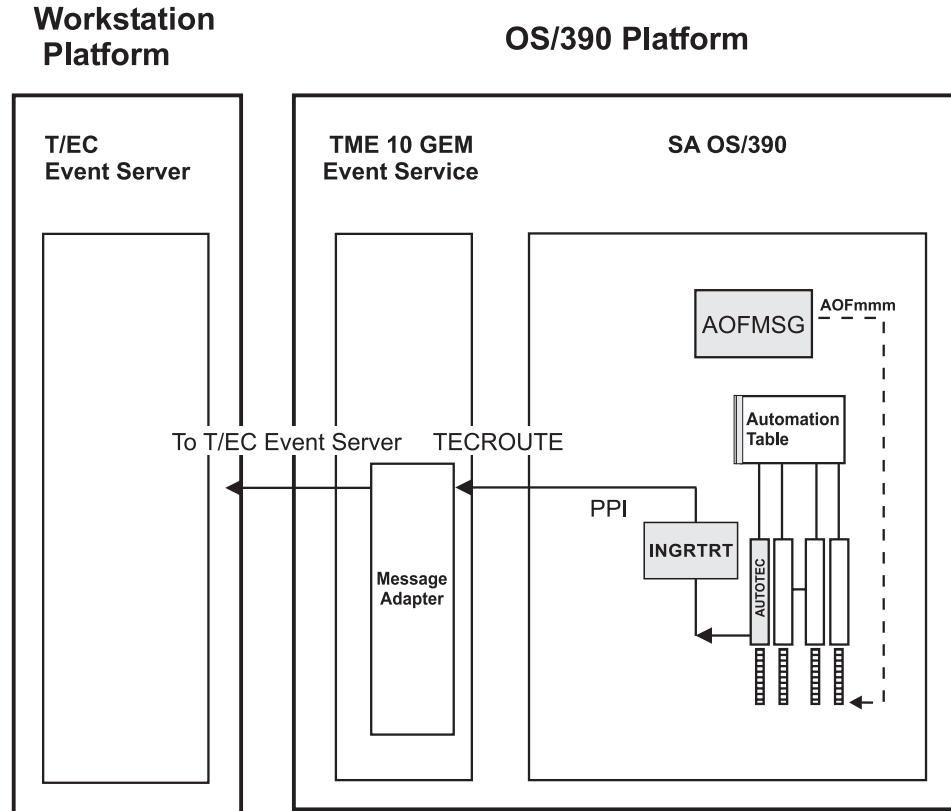 Workstation
Platform
OS/390 Platform
T/EC
Event Server
TME 10 GEM
Event Service
SA OS/390
AOFMSG
AOFmmm
Automation
Table
To T/EC Event Server
TECROUTE
PPI
INGRTRT
AUTOTEC
Message
Adapter